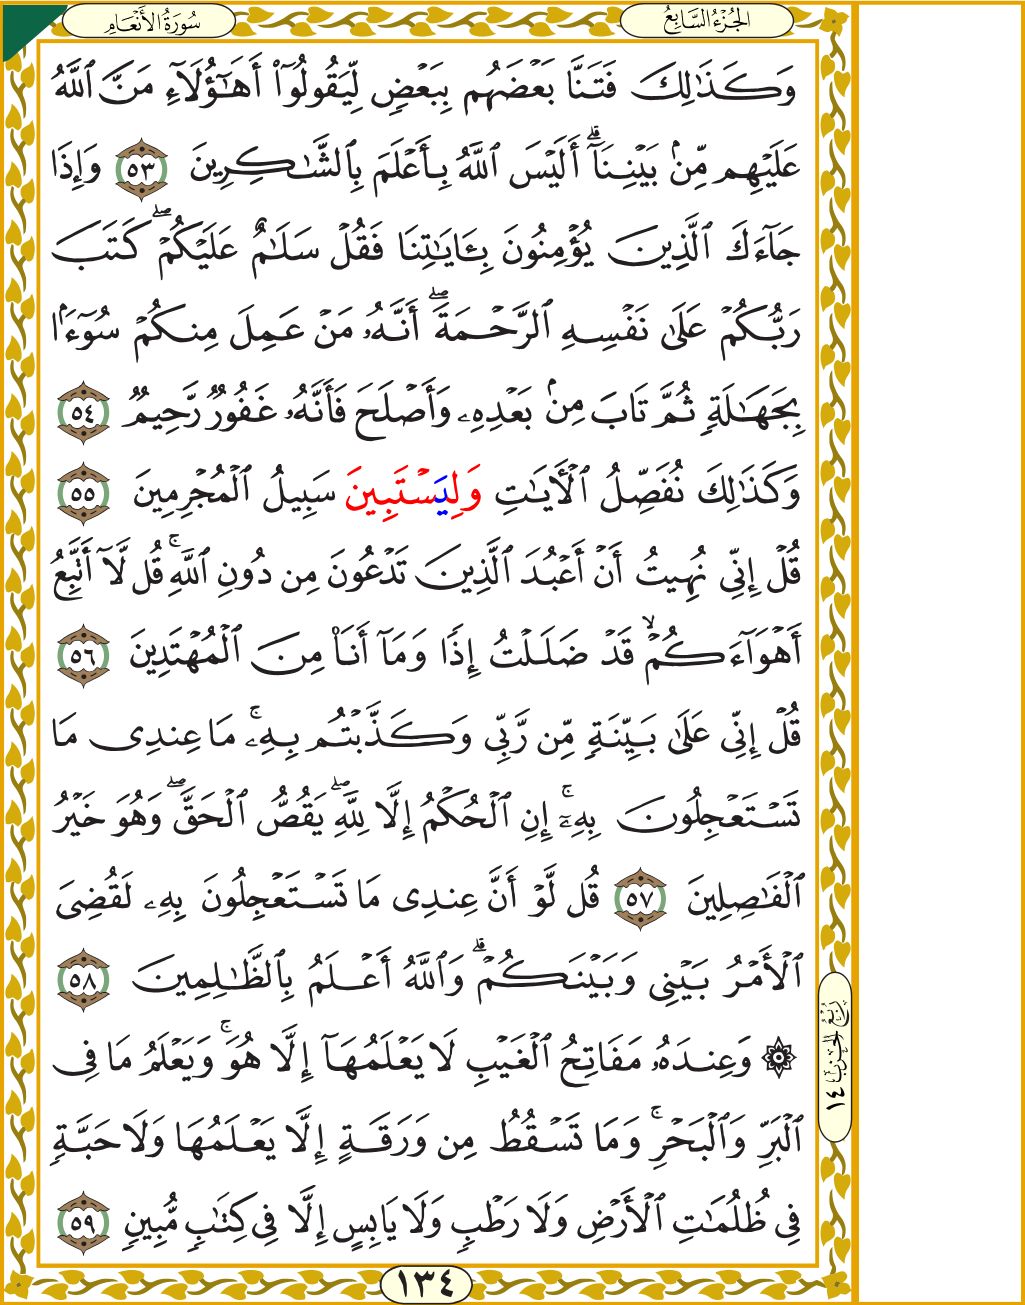 الجُزْءُ السَّابِعُ
سُورَةُ الأَنْعَامِ
وَكَذَٰلِكَ فَتَنَّا بَعْضَهُم بِبَعْضٍ لِّيَقُولُوٓا۟ أَهَـٰٓؤُلَآءِ مَنَّ ٱللَّهُ
عَلَيْهِم مِّنۢ بَيْنِنَآ ۗ أَلَيْسَ ٱللَّهُ بِأَعْلَمَ بِٱلشَّـٰكِرِينَ ٥٣ وَإِذَا
جَآءَكَ ٱلَّذِينَ يُؤْمِنُونَ بِـَٔايَـٰتِنَا فَقُلْ سَلَـٰمٌ عَلَيْكُمْ ۖ كَتَبَ
رَبُّكُمْ عَلَىٰ نَفْسِهِ ٱلرَّحْمَةَ ۖ أَنَّهُۥ مَنْ عَمِلَ مِنكُمْ سُوٓءًۢا
بِجَهَـٰلَةٍ ثُمَّ تَابَ مِنۢ بَعْدِهِۦ وَأَصْلَحَ فَأَنَّهُۥ غَفُورٌ رَّحِيمٌ ٥٤
وَكَذَٰلِكَ نُفَصِّلُ ٱلْـَٔايَـٰتِ وَلِيَسْتَبِينَ سَبِيلُ ٱلْمُجْرِمِينَ ٥٥
قُلْ إِنِّى نُهِيتُ أَنْ أَعْبُدَ ٱلَّذِينَ تَدْعُونَ مِن دُونِ ٱللَّهِ ۚ قُل لَّآ أَتَّبِعُ
أَهْوَآءَكُمْ ۙ قَدْ ضَلَلْتُ إِذًا وَمَآ أَنَا۠ مِنَ ٱلْمُهْتَدِينَ ٥٦
قُلْ إِنِّى عَلَىٰ بَيِّنَةٍ مِّن رَّبِّى وَكَذَّبْتُم بِهِۦ ۚ مَا عِندِى مَا
تَسْتَعْجِلُونَ بِهِۦٓ ۚ إِنِ ٱلْحُكْمُ إِلَّا لِلَّهِ ۖ يَقُصُّ ٱلْحَقَّ ۖ وَهُوَ خَيْرُ
ٱلْفَـٰصِلِينَ ٥٧ قُل لَّوْ أَنَّ عِندِى مَا تَسْتَعْجِلُونَ بِهِۦ لَقُضِىَ
ٱلْأَمْرُ بَيْنِى وَبَيْنَكُمْ ۗ وَٱللَّهُ أَعْلَمُ بِٱلظَّـٰلِمِينَ ٥٨
۞ وَعِندَهُۥ مَفَاتِحُ ٱلْغَيْبِ لَا يَعْلَمُهَآ إِلَّا هُوَ ۚ وَيَعْلَمُ مَا فِى
ٱلْبَرِّ وَٱلْبَحْرِ ۚ وَمَا تَسْقُطُ مِن وَرَقَةٍ إِلَّا يَعْلَمُهَا وَلَا حَبَّةٍ
فِى ظُلُمَـٰتِ ٱلْأَرْضِ وَلَا رَطْبٍ وَلَا يَابِسٍ إِلَّا فِى كِتَـٰبٍ مُّبِينٍ ٥٩
رُبُعُ الحِزْب ١٤
١٣٤